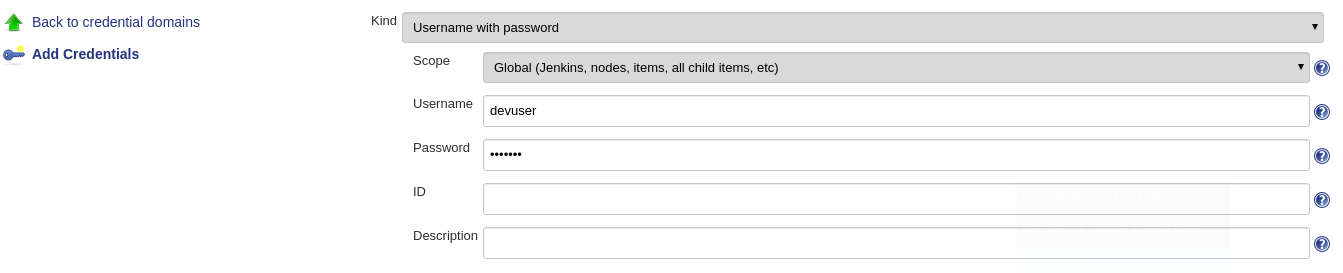 Back to credential domains
Add Credentials
Kind Username with password
Scope Global (Jenkins, nodes, items, all child items, etc)
Username devuser
Password •••••••
ID
Description